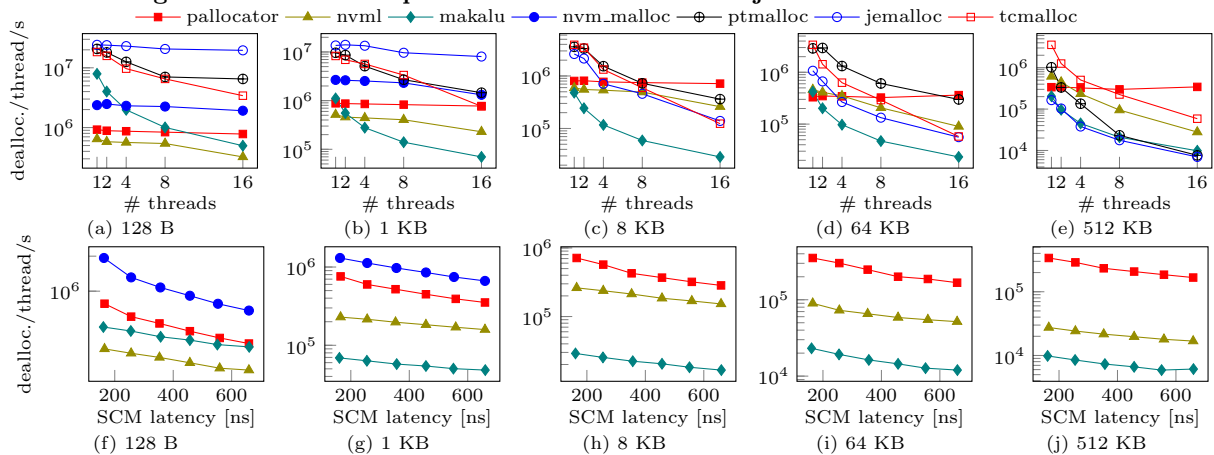 pallocator nvml makalu nvm_malloc ptmalloc jemalloc tcmalloc
dealloc./thread/s
10^7
10^6
1 2 4 8 16
# threads
(a) 128 B
10^7
10^6
10^5
1 2 4 8 16
# threads
(b) 1 KB
10^6
10^5
1 2 4 8 16
# threads
(c) 8 KB
10^6
10^5
1 2 4 8 16
# threads
(d) 64 KB
10^6
10^5
10^4
1 2 4 8 16
# threads
(e) 512 KB
dealloc./thread/s
10^6
200 400 600
SCM latency [ns]
(f) 128 B
10^6
10^5
200 400 600
SCM latency [ns]
(g) 1 KB
10^6
10^5
200 400 600
SCM latency [ns]
(h) 8 KB
10^5
10^4
200 400 600
SCM latency [ns]
(i) 64 KB
10^5
10^4
200 400 600
SCM latency [ns]
(j) 512 KB